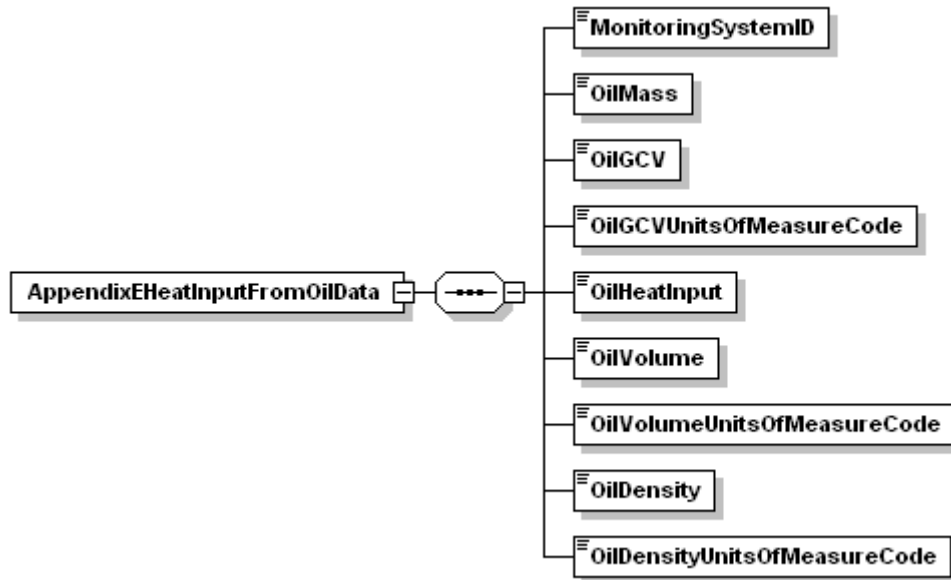 MonitoringSystemID
OilMass
OilGCV
OilGCVUnitsOfMeasureCode
AppendixEHeatInputFromOilData
OilHeatInput
OilVolume
OilVolumeUnitsOfMeasureCode
OilDensity
OilDensityUnitsOfMeasureCode